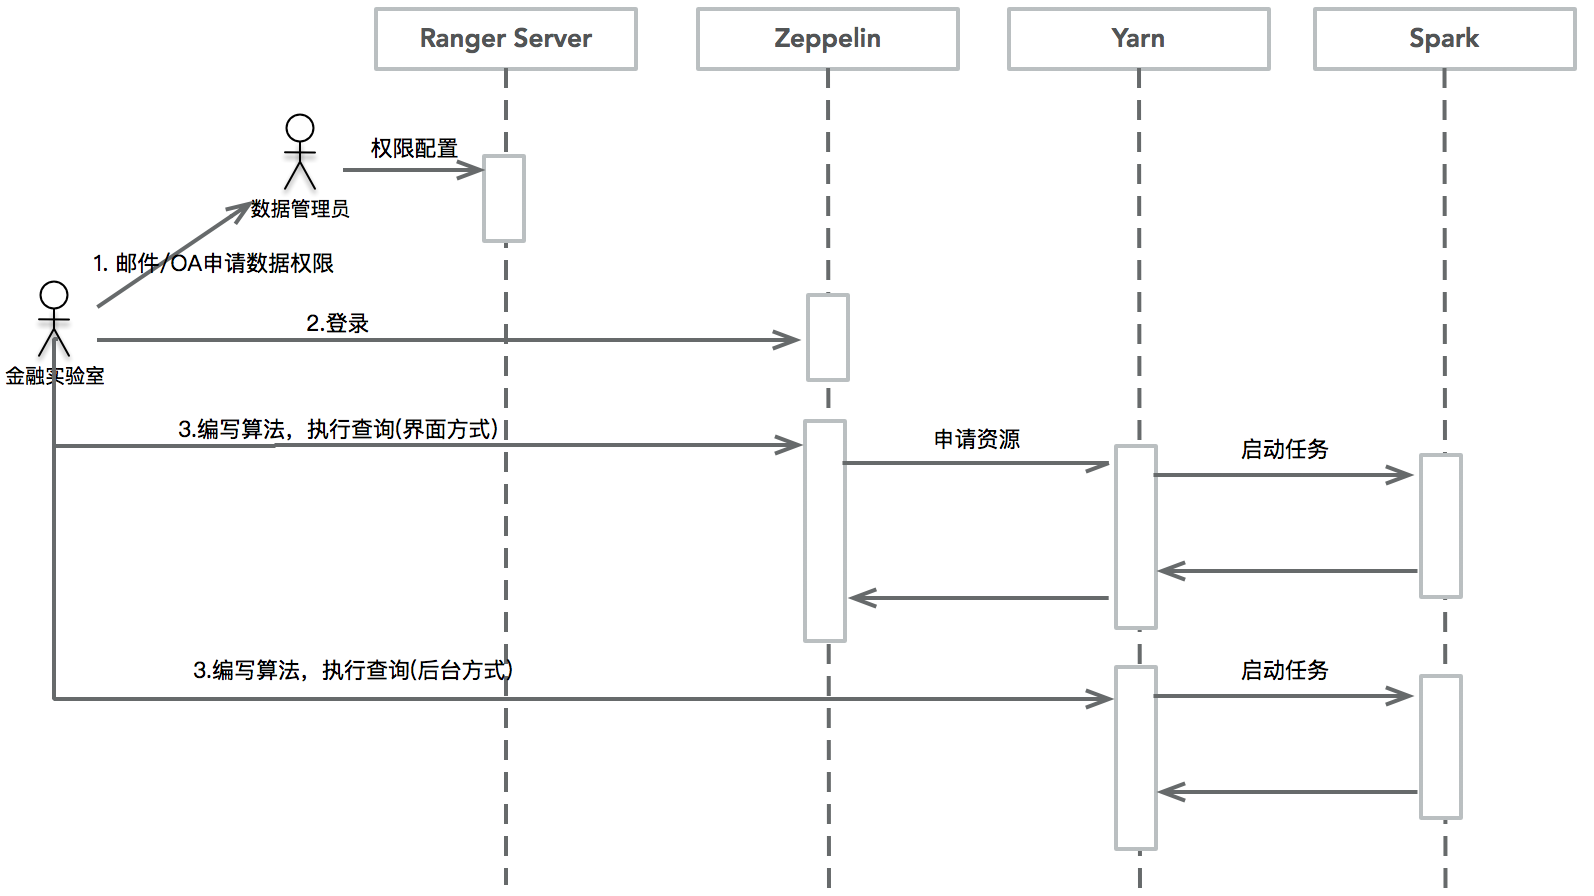 Ranger Server
Zeppelin
Yarn
Spark
权限配置
数据管理员
1. 邮件/OA申请数据权限
2.登录
金融实验室
3.编写算法，执行查询(界面方式)
申请资源
启动任务
3.编写算法，执行查询(后台方式)
启动任务